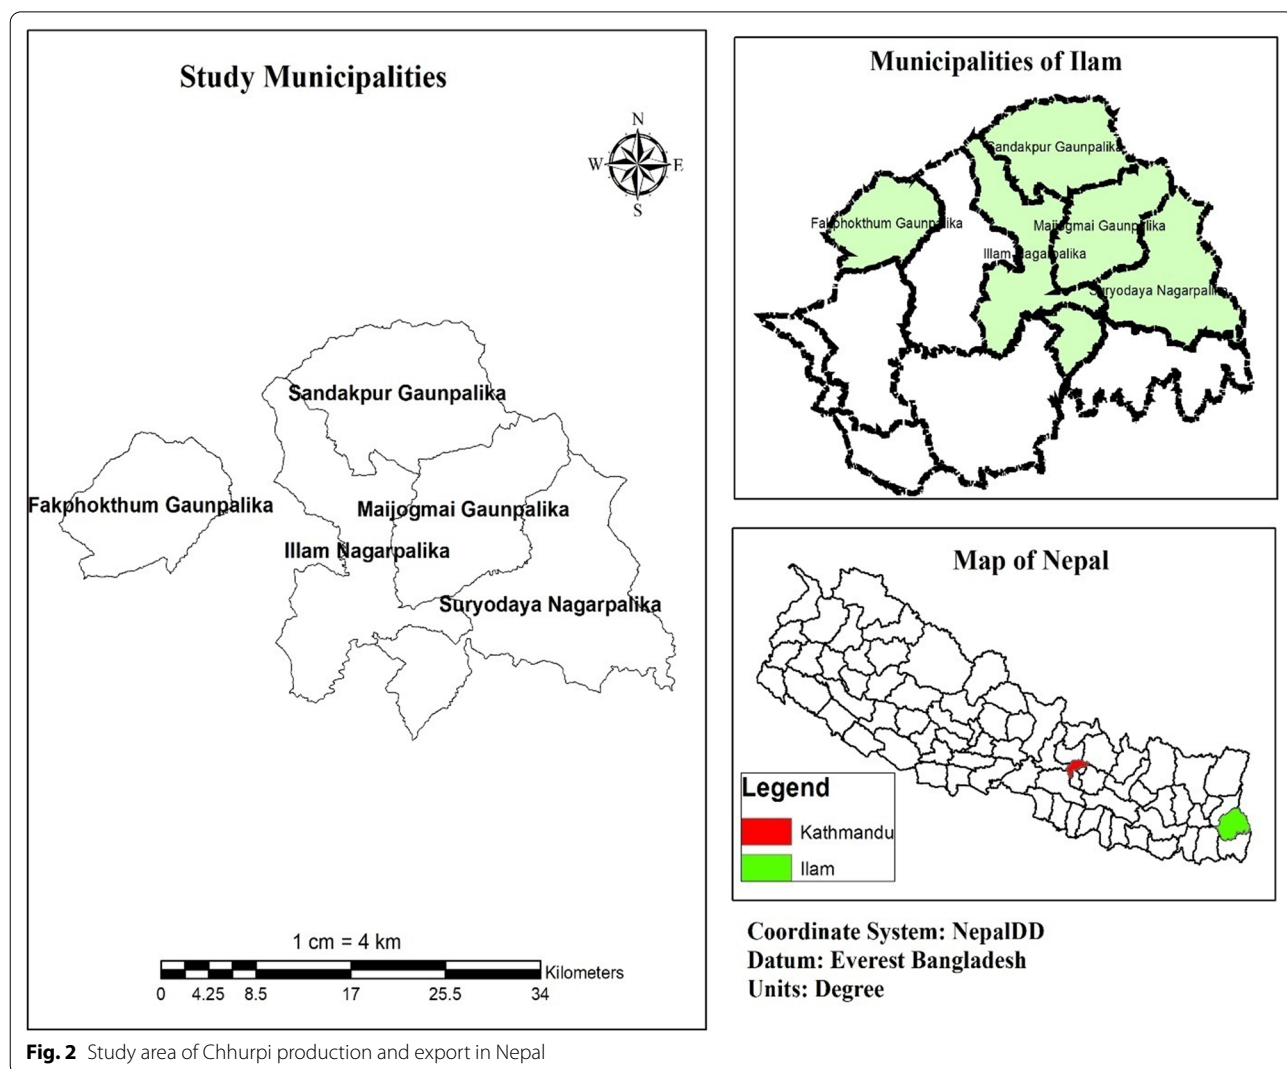 Study Municipalities
N
W
E
S
Sandakpur Gaunpalika
Fakphokthum Gaunpalika
Maijogmai Gaunpalika
Illam Nagarpalika
Suryodaya Nagarpalika
1 cm = 4 km
Kilometers
0 4.25 8.5 17 25.5 34
Municipalities of Ilam
Sandakpur Gaunpalika
Fakphokthum Gaunpalika
Maijogmai Gaunpalika
Illam Nagarpalika
Suryodaya Nagarpalika
Map of Nepal
Legend
Kathmandu
Ilam
Coordinate System: NepalDD
Datum: Everest Bangladesh
Units: Degree
Fig. 2 Study area of Chhurpi production and export in Nepal